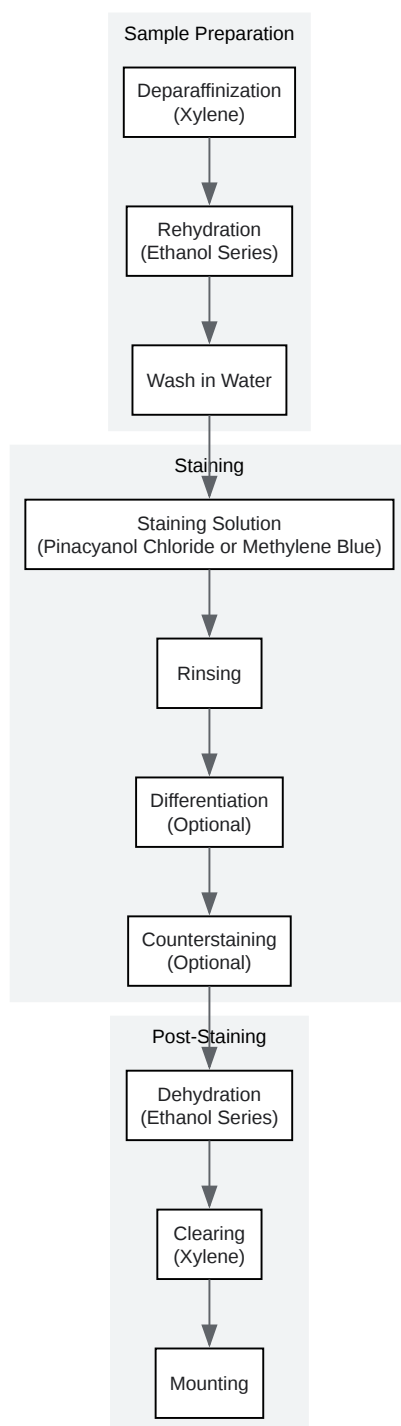 Sample Preparation
Deparaffinization
(Xylene)
Rehydration
(Ethanol Series)
Wash in Water
Staining
Staining Solution
(Pinacyanol Chloride or Methylene Blue)
Rinsing
Differentiation
(Optional)
Counterstaining
(Optional)
Post-Staining
Dehydration
(Ethanol Series)
Clearing
(Xylene)
Mounting